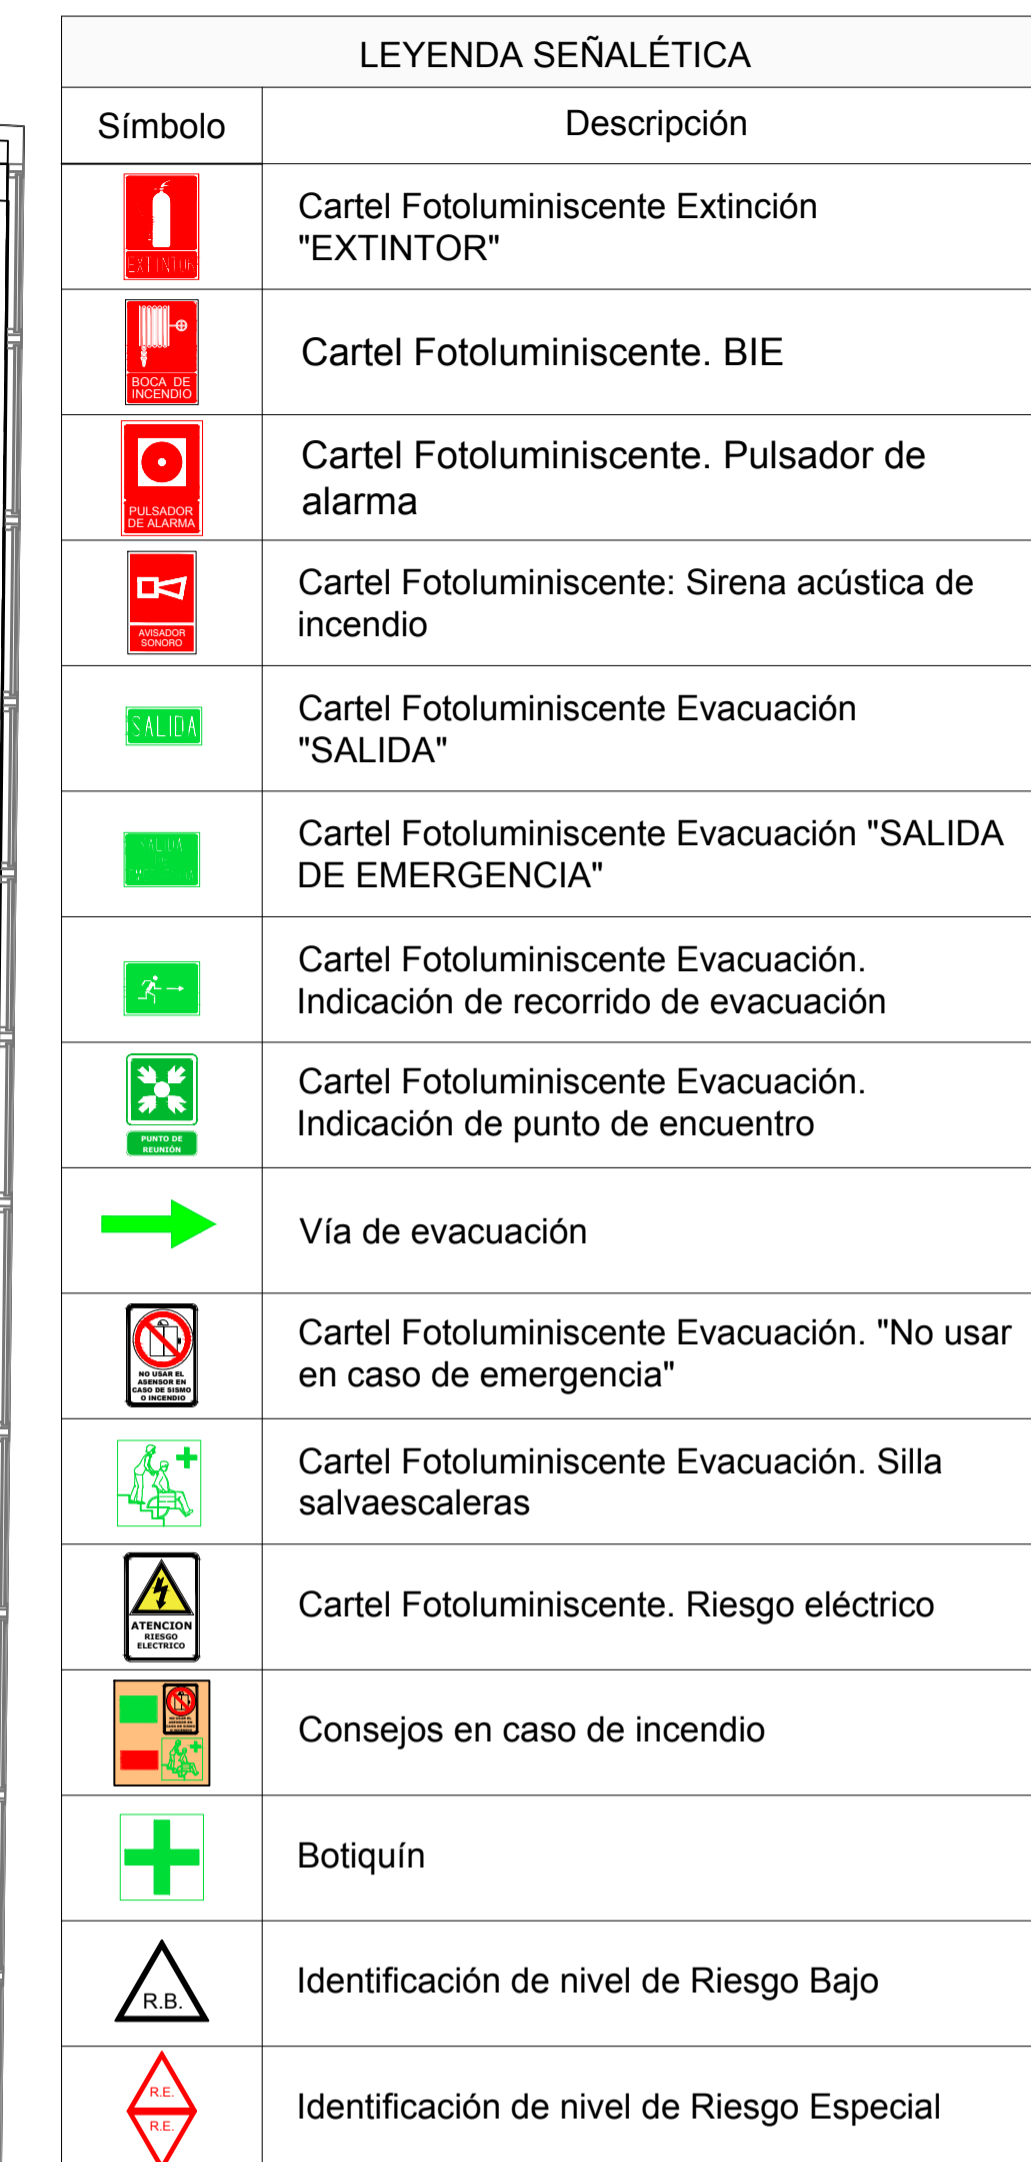 LEYENDA SEÑALÉTICA
Símbolo
Descripción
EXTINTOR
Cartel Fotoluminiscente Extinción
"EXTINTOR"
BOCA DE
INCENDIO
Cartel Fotoluminiscente. BIE
PULSADOR
DE ALARMA
Cartel Fotoluminiscente. Pulsador de
alarma
AVISADOR
SONORO
Cartel Fotoluminiscente: Sirena acústica de
incendio
SALIDA
Cartel Fotoluminiscente Evacuación
"SALIDA"
SALIDA
DE
Cartel Fotoluminiscente Evacuación "SALIDA
DE EMERGENCIA"
Cartel Fotoluminiscente Evacuación.
Indicación de recorrido de evacuación
PUNTO DE
REUNIÓN
Cartel Fotoluminiscente Evacuación.
Indicación de punto de encuentro
Vía de evacuación
NO USAR EL
ASENSOR EN
CASO DE SISMO
O INCENDIO
Cartel Fotoluminiscente Evacuación. "No usar
en caso de emergencia"
Cartel Fotoluminiscente Evacuación. Silla
salvaescaleras
ATENCION
RIESGO
ELECTRICO
Cartel Fotoluminiscente. Riesgo eléctrico
Consejos en caso de incendio
Botiquín
R.B.
Identificación de nivel de Riesgo Bajo
R.E.
R.E.
Identificación de nivel de Riesgo Especial